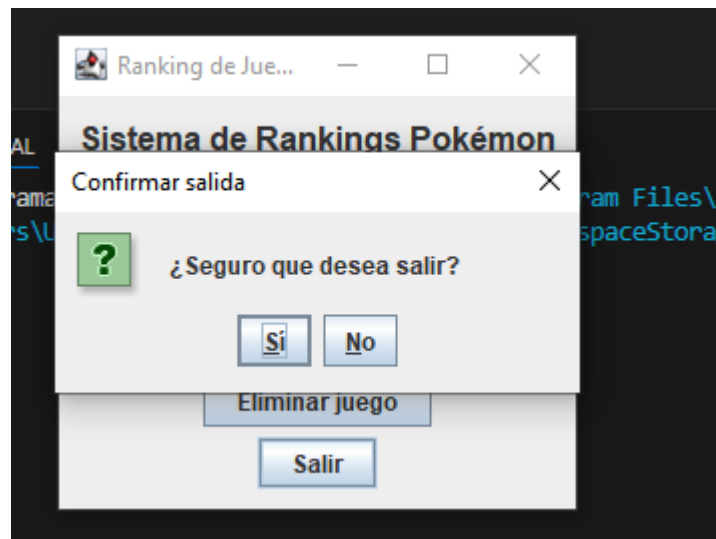 Ranking de Jue...
Sistema de Rankings Pokémon
AL
Confirmar salida
rama
ram Files\
rs\U
spaceStora
?
¿Seguro que desea salir?
Sí
No
Eliminar juego
Salir